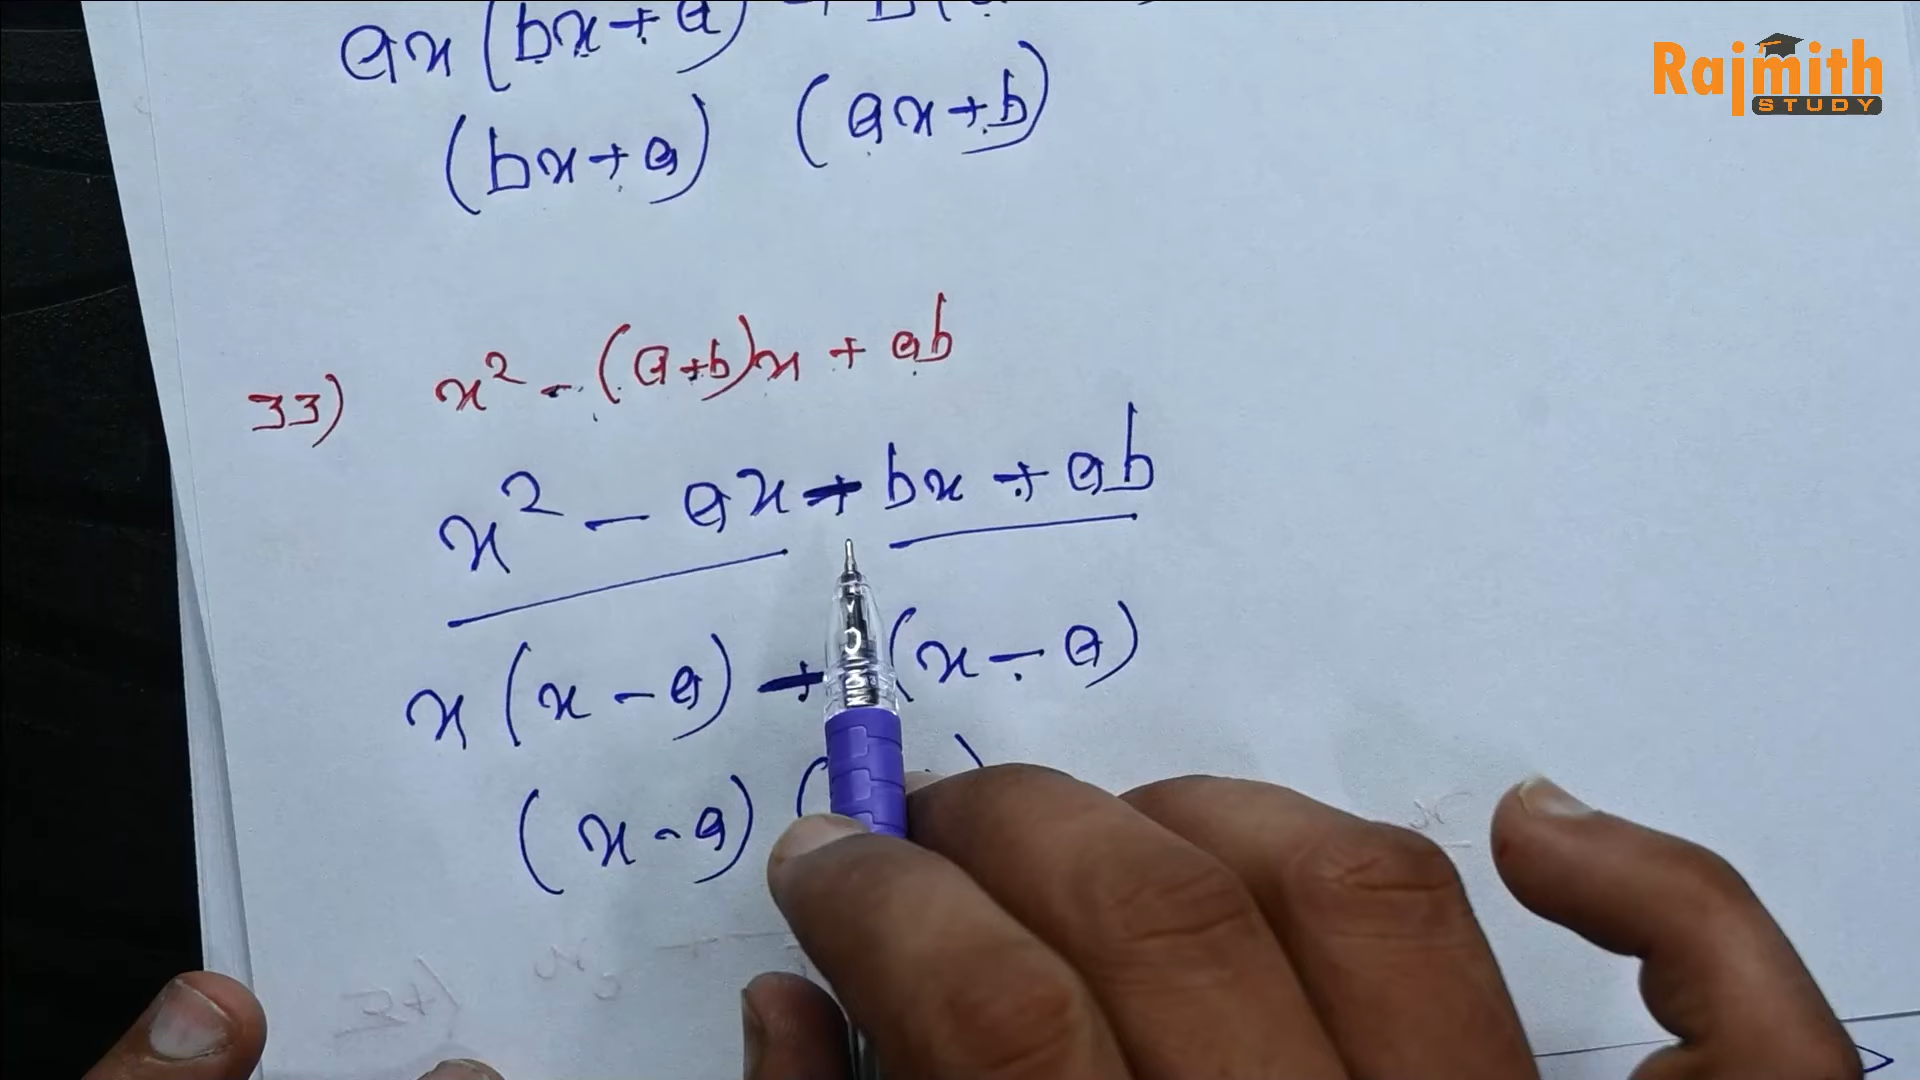 ax (bx + a) + b(
(bx + a) (ax + b)
33) x² - (a+b)x + ab
x² - ax + bx + ab
x (x - a) + (x - a)
(x - a) (
Rajmith
STUDY